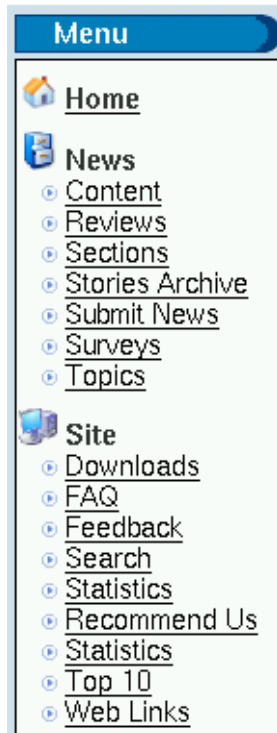 Menu
Home
News
Content
Reviews
Sections
Stories Archive
Submit News
Surveys
Topics
Site
Downloads
FAQ
Feedback
Search
Statistics
Recommend Us
Statistics
Top 10
Web Links